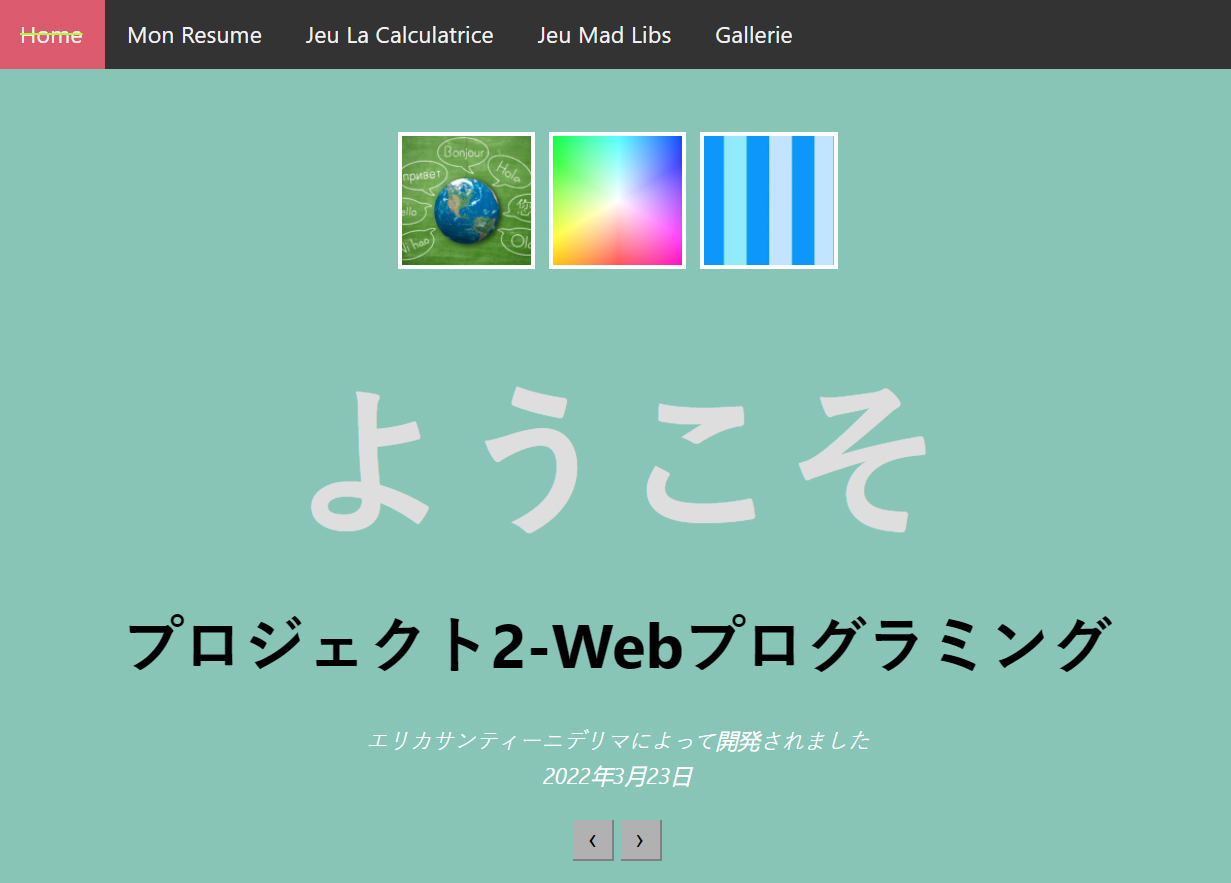 Home Mon Resume Jeu La Calculatrice Jeu Mad Libs Gallerie
Bonjour
привет
Hola
ello
您
Ni hao
Ola
ようこそ
プロジェクト2-Webプログラミング
エリカサンティーニデリマによって開発されました
2022年3月23日
‹ ›